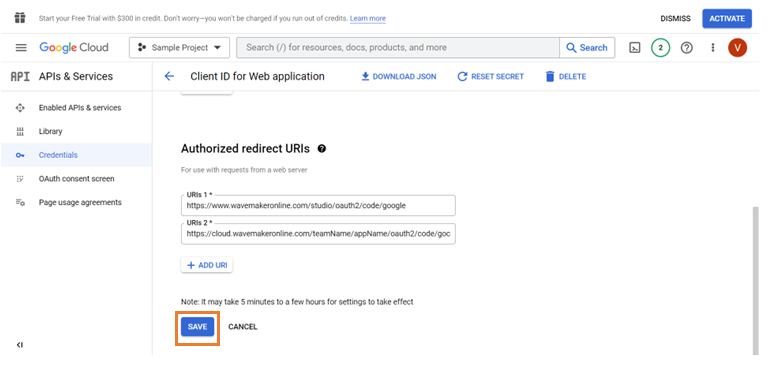 Start your Free Trial with $300 in credit. Don't worry—you won't be charged if you run out of credits. Learn more
DISMISS
ACTIVATE
Google Cloud
Sample Project
Search (/) for resources, docs, products, and more
Search
2
V
API APIs & Services
Client ID for Web application
DOWNLOAD JSON
RESET SECRET
DELETE
Enabled APIs & services
Library
Credentials
OAuth consent screen
Page usage agreements
Authorized redirect URIs
For use with requests from a web server
URIs 1 *
https://www.wavemakeronline.com/studio/oauth2/code/google
URIs 2 *
https://cloud.wavemakeronline.com/teamName/appName/oauth2/code/goc
+ ADD URI
Note: It may take 5 minutes to a few hours for settings to take effect
SAVE
CANCEL